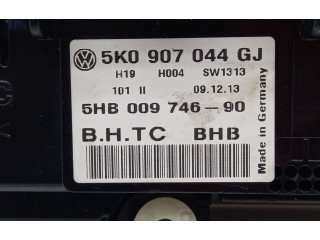 5K0 907 044 GJ
H19 H004 SW1313
101 II 09.12.13
5HB 009 746-90
B.H.TC BHB
Made in Germany